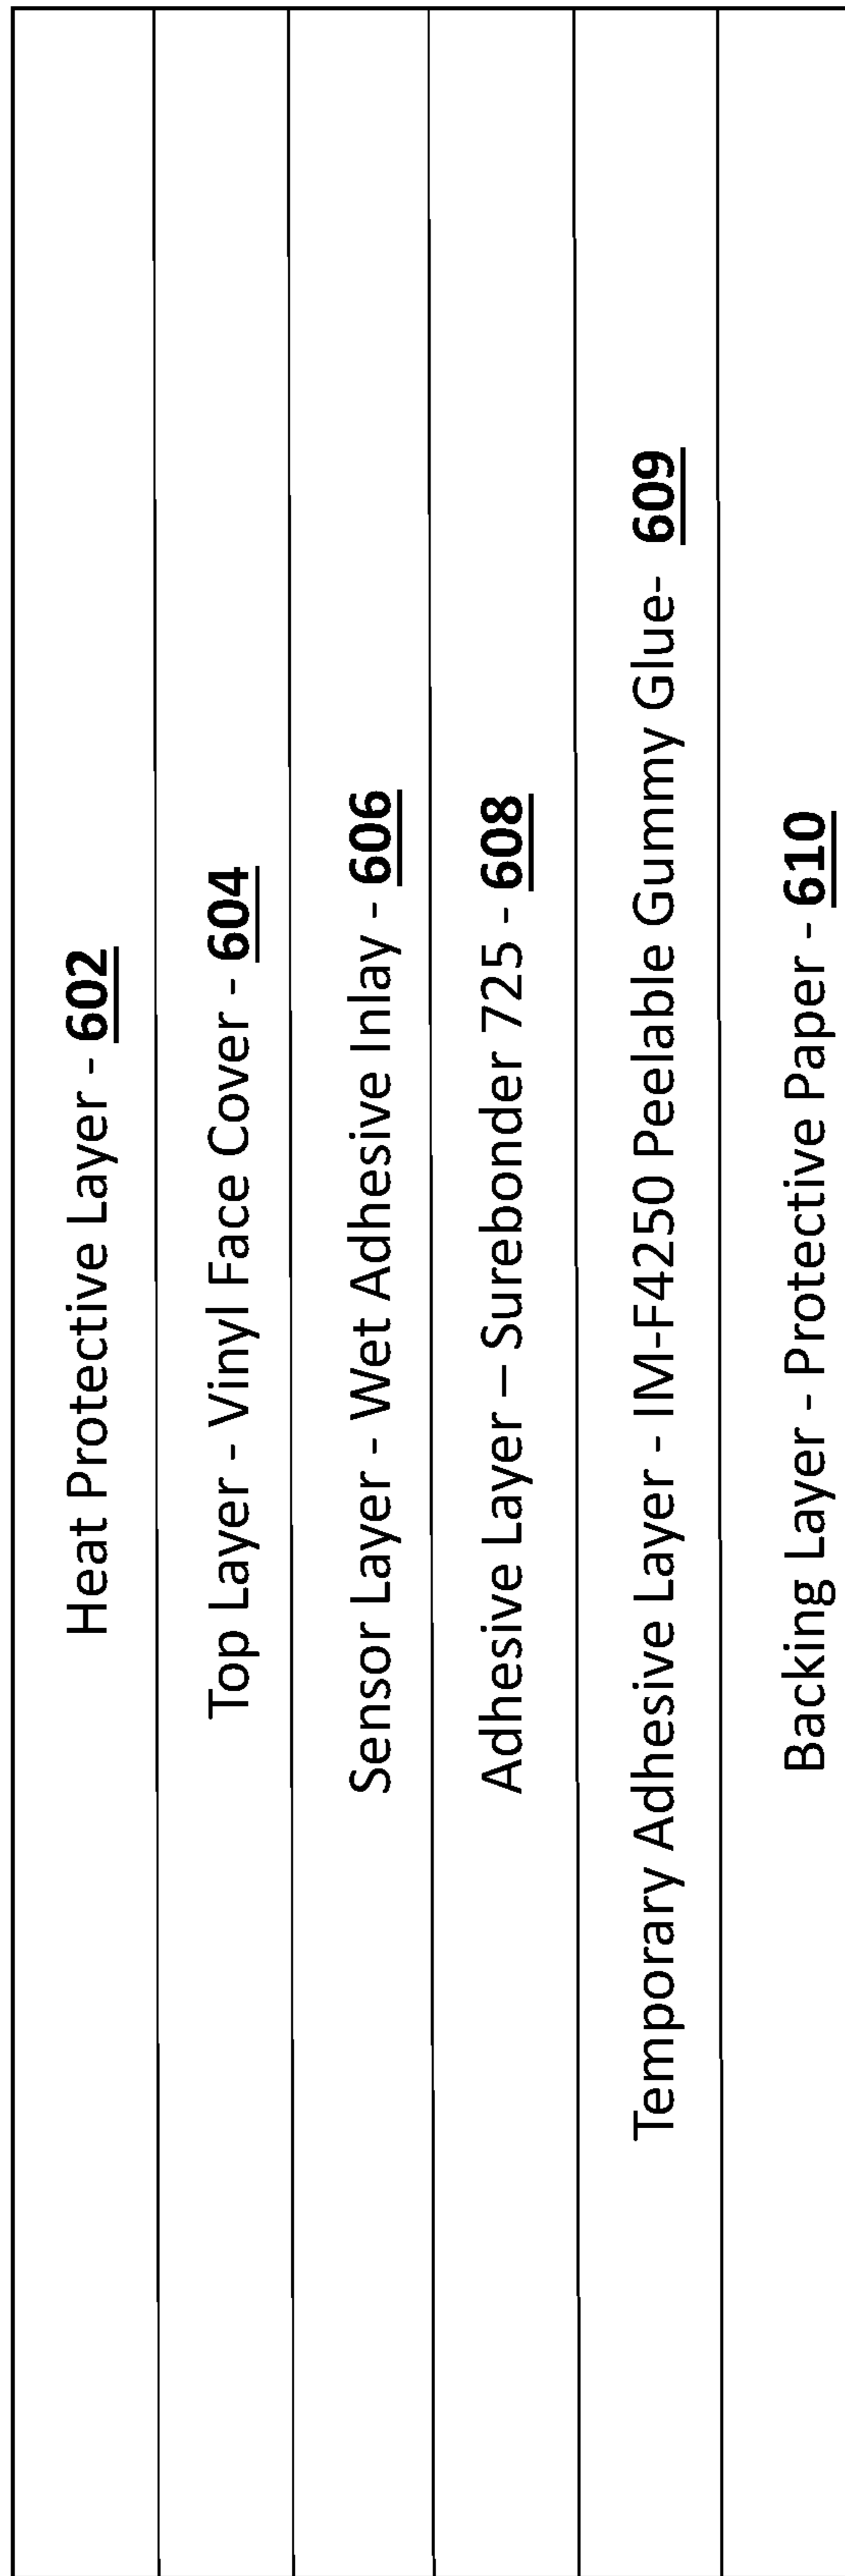 Heat Protective Layer - 602
Top Layer - Vinyl Face Cover - 604
Sensor Layer - Wet Adhesive Inlay - 606
Adhesive Layer – Surebonder 725 - 608
Temporary Adhesive Layer - IM-F4250 Peelable Gummy Glue- 609
Backing Layer - Protective Paper - 610